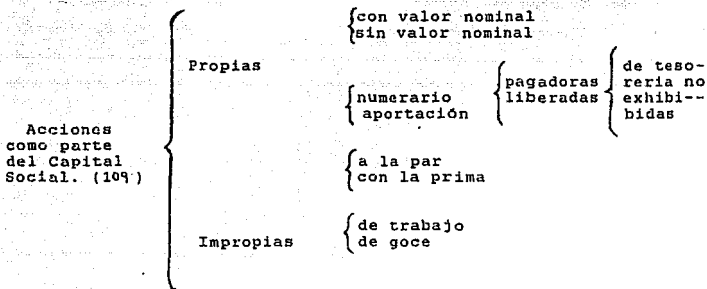 con valor nominal
sin valor nominal
Propias
numerario
aportación
pagadoras
liberadas
de teso-
reria no
exhibi--
bidas
Acciones
como parte
del Capital
Social. (109)
a la par
con la prima
Impropias
de trabajo
de goce